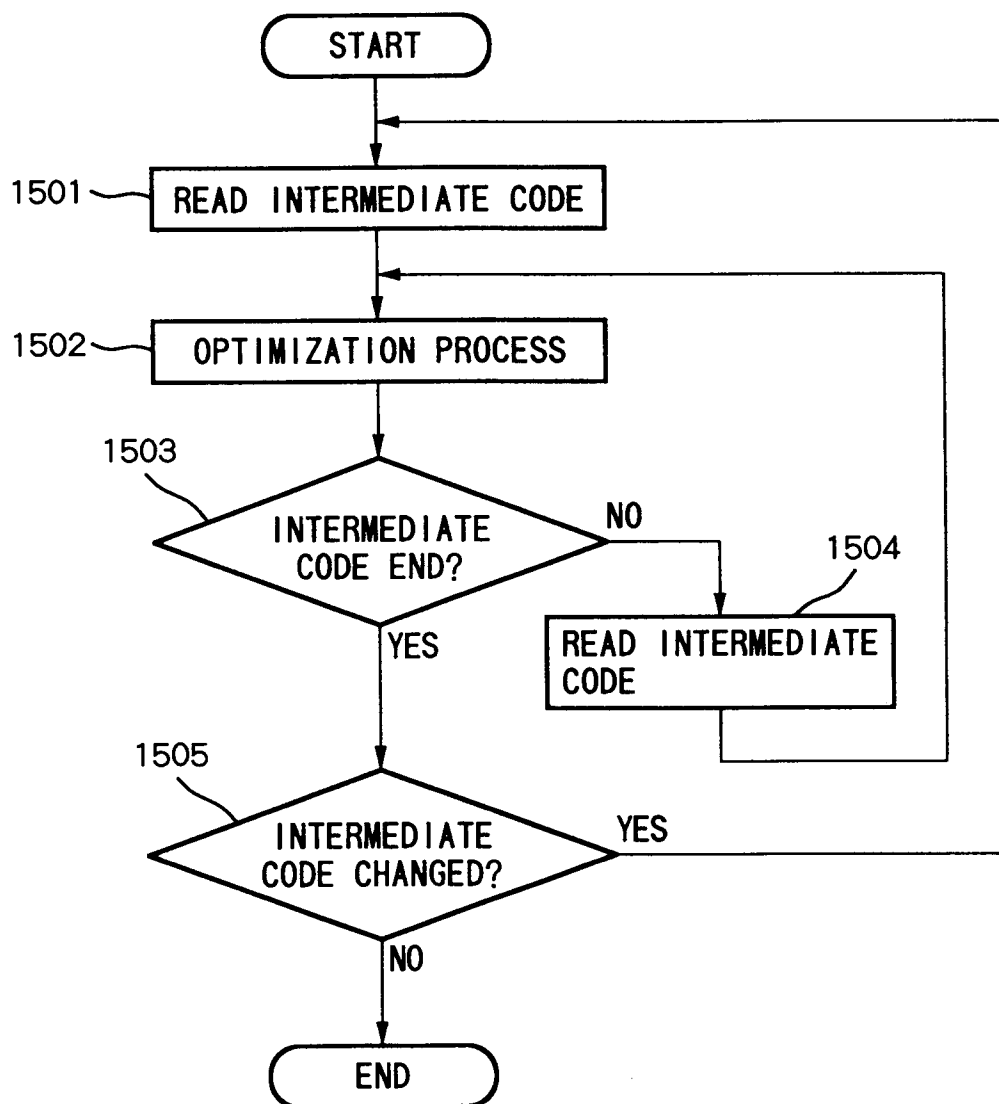 START
1501
READ INTERMEDIATE CODE
1502
OPTIMIZATION PROCESS
1503
INTERMEDIATE
CODE END?
NO
1504
READ INTERMEDIATE
CODE
YES
1505
INTERMEDIATE
CODE CHANGED?
YES
NO
END